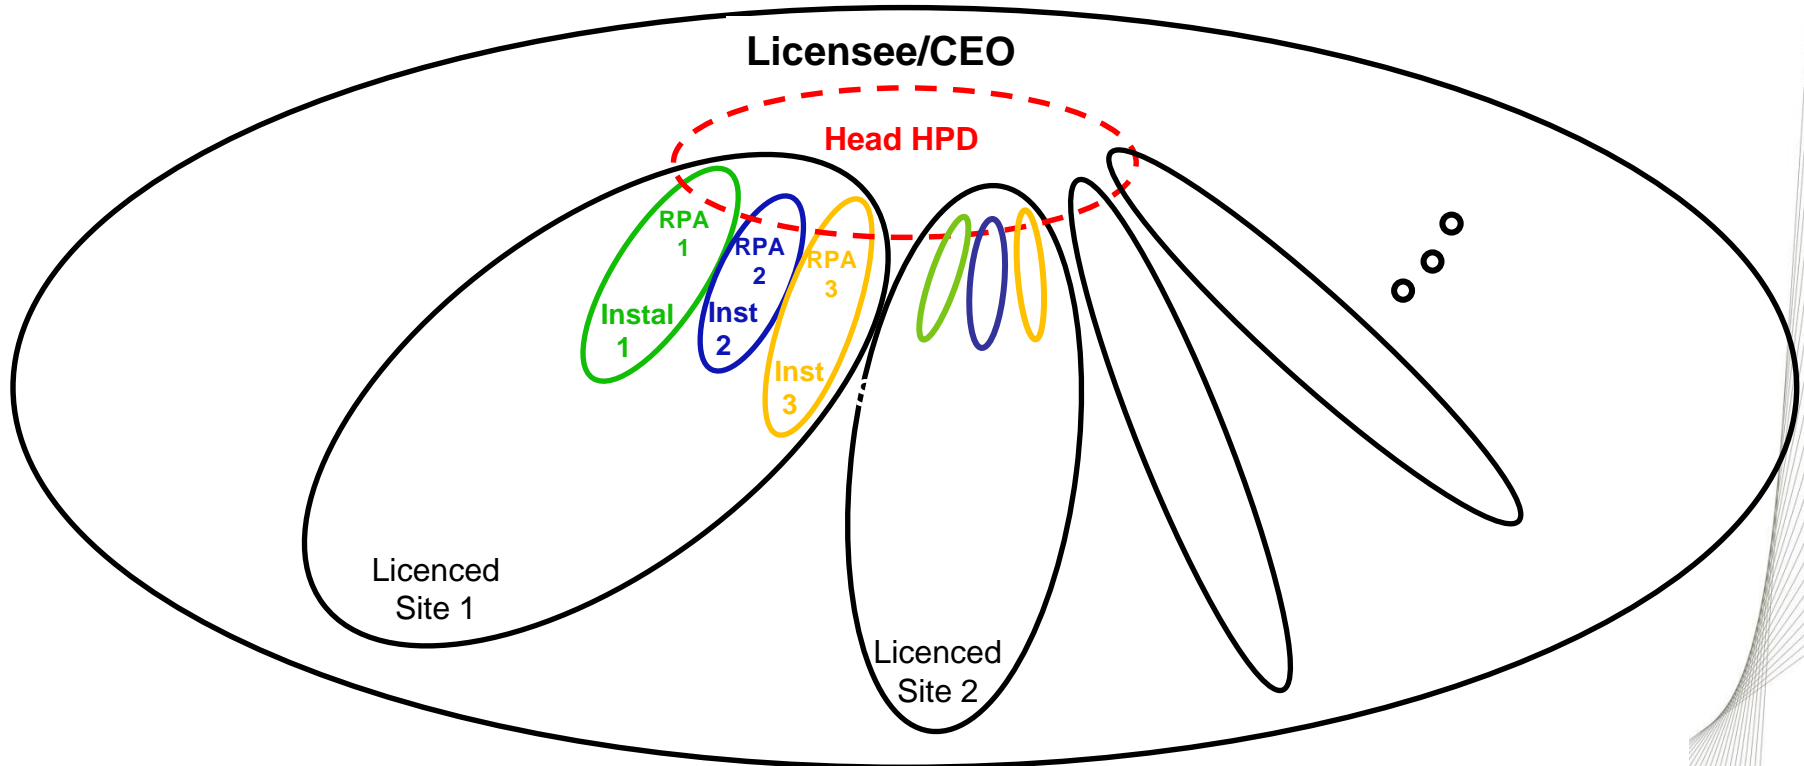 Licensee/CEO
Head HPD
RPA
1
Instal
1
RPA
2
Inst
2
RPA
3
Inst
3
Licenced
Site 1
Licenced
Site 2